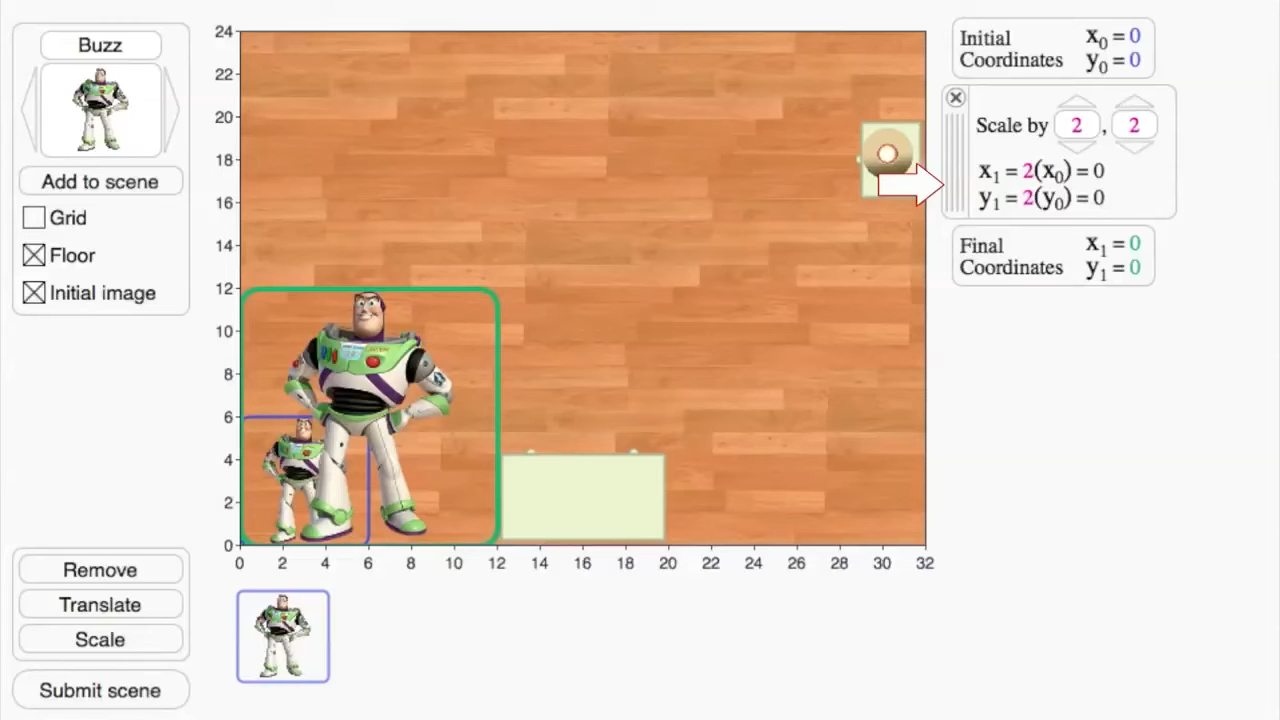 Buzz
Add to scene
Grid
Floor
Initial image
Remove
Translate
Scale
Submit scene
24
22
20
18
16
14
12
10
8
6
4
2
0
0 2 4 6 8 10 12 14 16 18 20 22 24 26 28 30 32
Initial x₀ = 0
Coordinates y₀ = 0
Scale by 2 , 2
x₁ = 2(x₀) = 0
y₁ = 2(y₀) = 0
Final x₁ = 0
Coordinates y₁ = 0